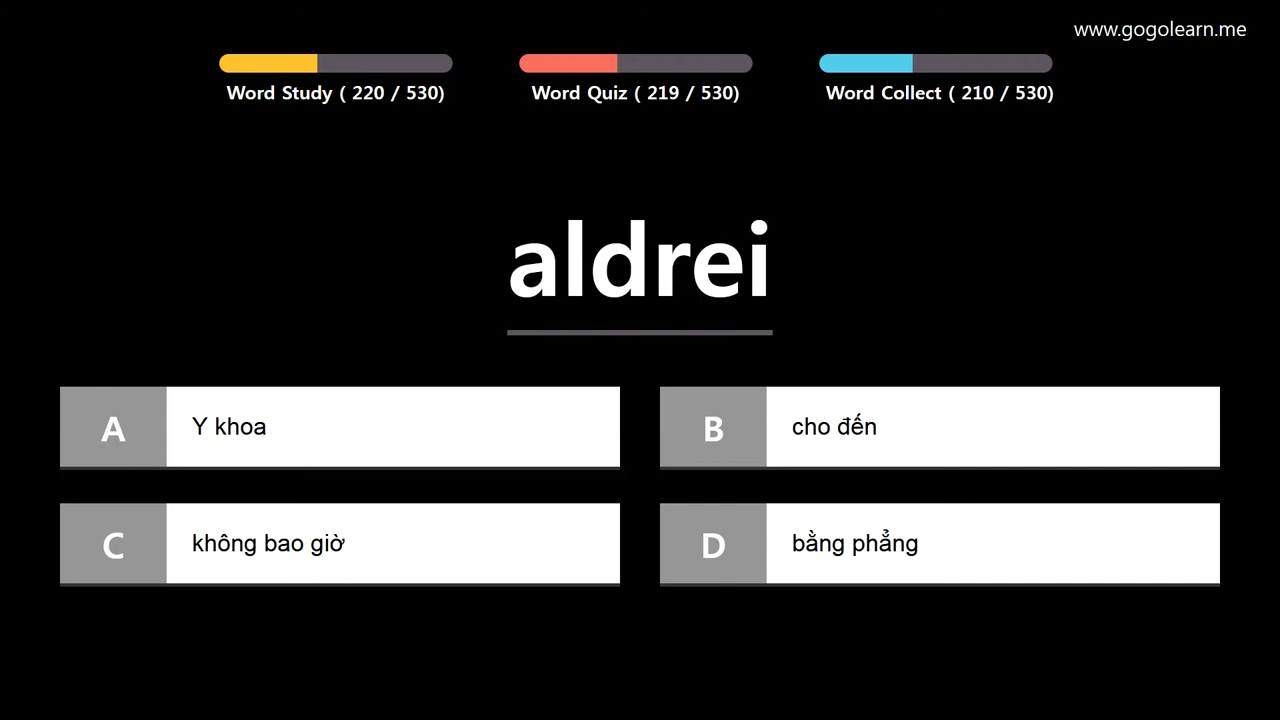 www.gogolearn.me
Word Study ( 220 / 530)
Word Quiz ( 219 / 530)
Word Collect ( 210 / 530)
aldrei
A
Y khoa
B
cho đến
C
không bao giờ
D
bằng phẳng